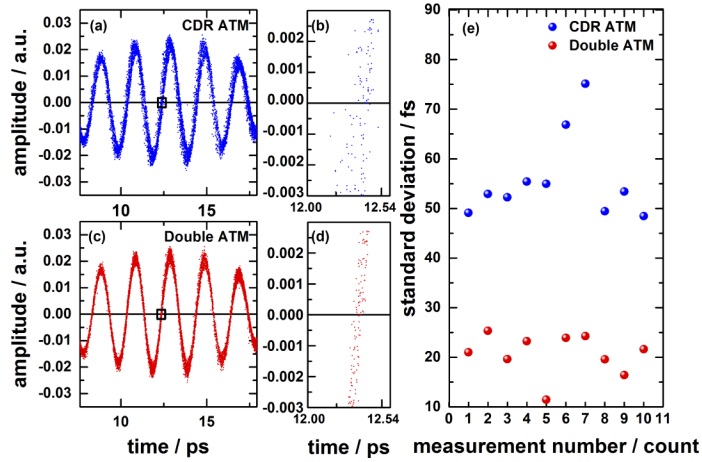 (a) CDR ATM
0.03
0.02
0.01
0.00
-0.01
-0.02
-0.03
amplitude / a.u.
10 15
(b)
0.002
0.001
0.000
-0.001
-0.002
-0.003
12.00 12.54
(c) Double ATM
0.03
0.02
0.01
0.00
-0.01
-0.02
-0.03
amplitude / a.u.
10 15
time / ps
(d)
0.002
0.001
0.000
-0.001
-0.002
-0.003
12.00 12.54
time / ps
(e)
CDR ATM
Double ATM
90
80
70
60
50
40
30
20
10
standard deviation / fs
0 1 2 3 4 5 6 7 8 9 10 11
measurement number / count